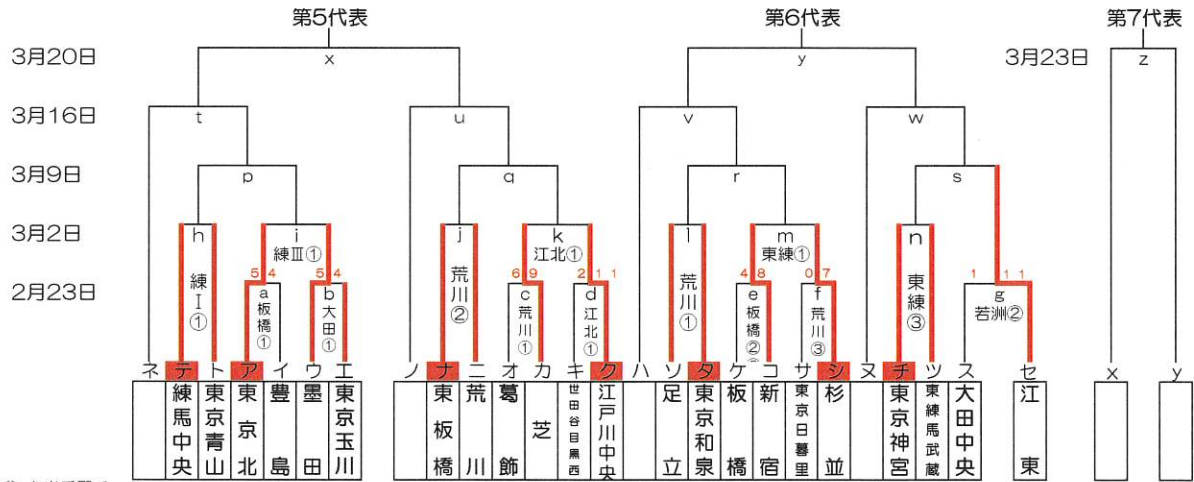 第5代表 第6代表 第7代表
3月20日 x y 3月23日 z
3月16日 t u v w
3月9日 p q r s
3月2日 h i j k l m n
練Ⅲ① 江北① 東練①
練Ⅰ① 荒川② 荒川① 東練③
5 4 5 4 6 9 2 11 4 8 0 7 1 11
2月23日 a b c d e f g
板橋① 大田① 荒川① 江北① 板橋② 荒川③ 若洲②
ネ テ ト ア イ ウ エ ノ ナ ニ オ カ キ ク ハ ソ タ ケ コ サ シ ヌ チ ツ ス セ x y
練馬中央
東京青山
東京北
豊島
墨田
東京玉川
東板橋
荒川
葛飾
芝
世田谷目黒西
江戸川中央
足立
東京和泉
板橋
新宿
東京日暮里
杉並
東京神宮
東練馬武蔵
大田中央
江東